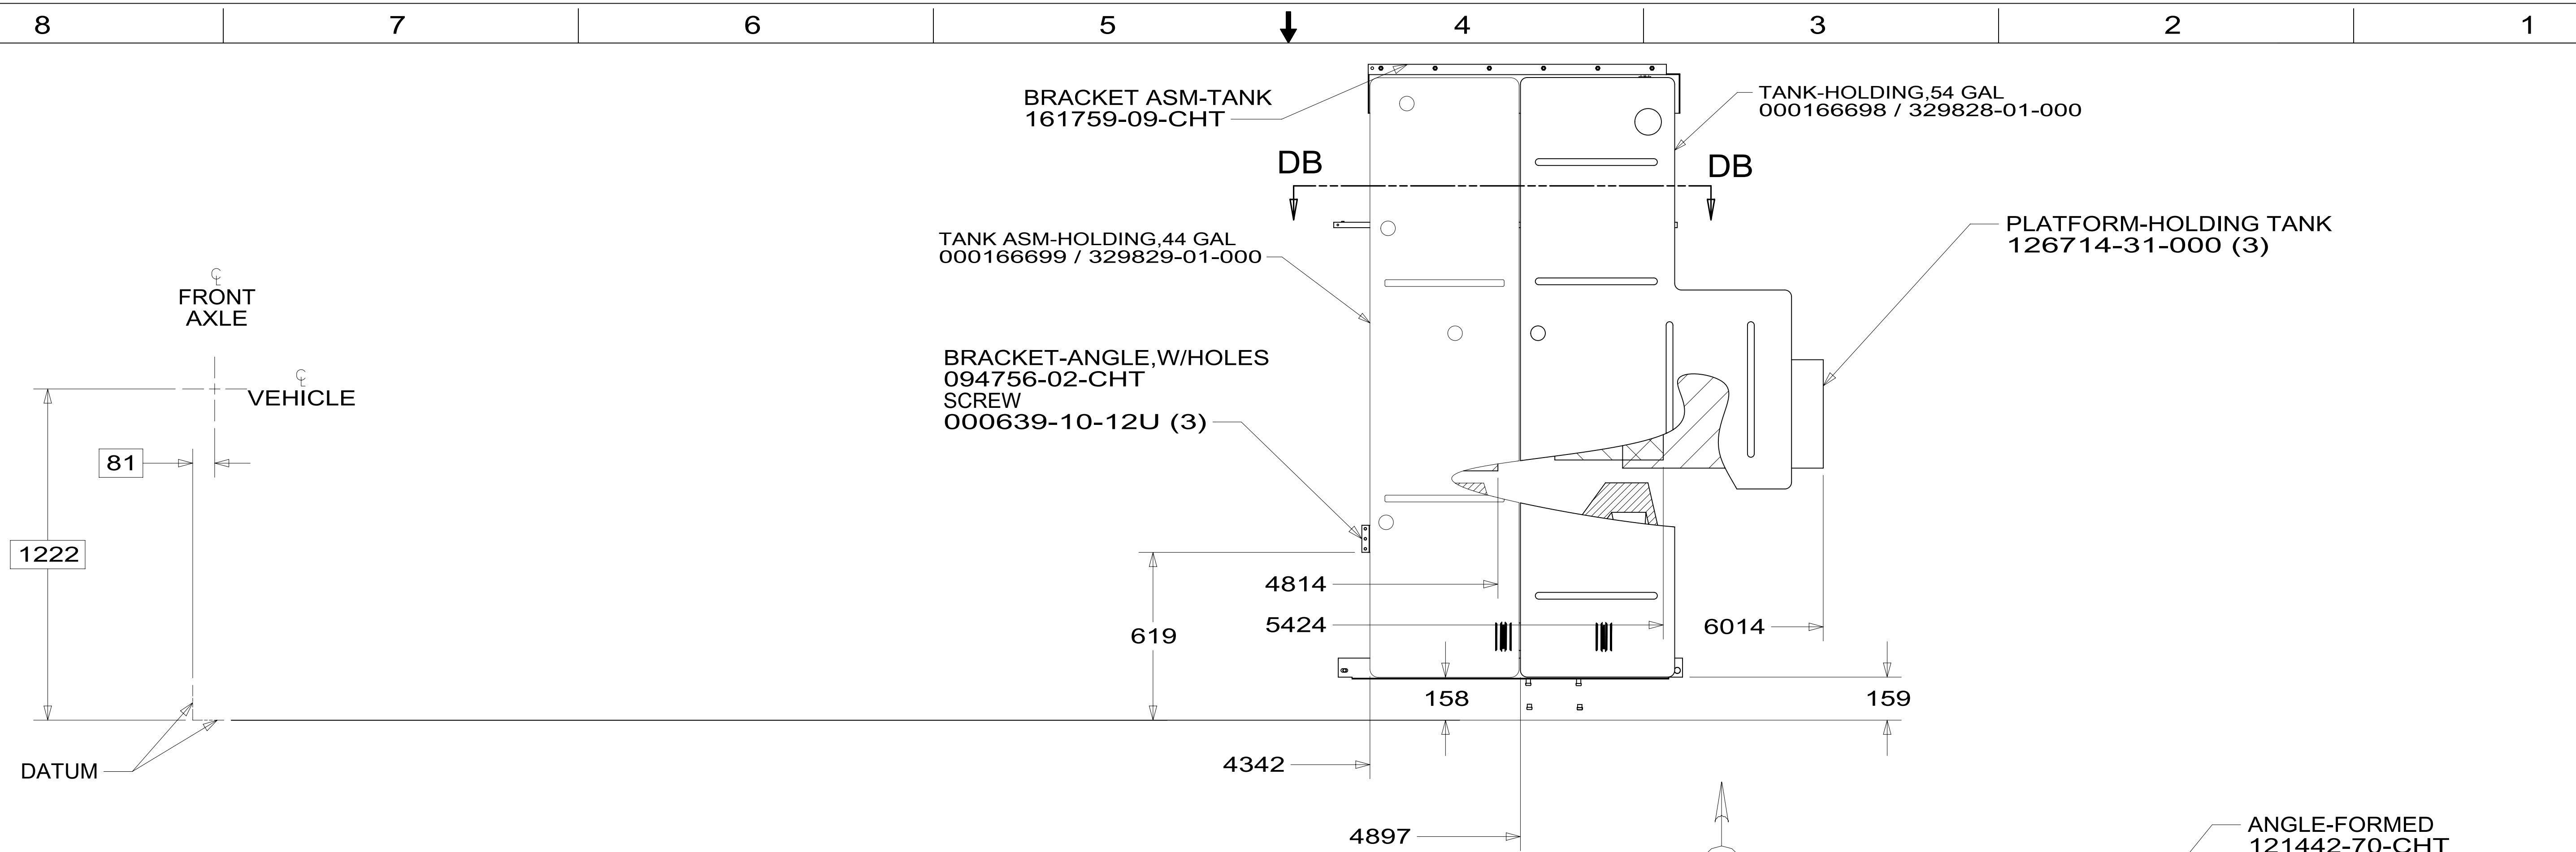 8 7 6 5 4 3 2 1
BRACKET ASM-TANK
161759-09-CHT
TANK-HOLDING,54 GAL
000166698 / 329828-01-000
DB DB
TANK ASM-HOLDING,44 GAL
000166699 / 329829-01-000
PLATFORM-HOLDING TANK
126714-31-000 (3)
℄
FRONT
AXLE
℄
VEHICLE
BRACKET-ANGLE,W/HOLES
094756-02-CHT
SCREW
000639-10-12U (3)
81
1222
4814
619
5424
6014
158
159
DATUM
4342
4897
ANGLE-FORMED
121442-70-CHT